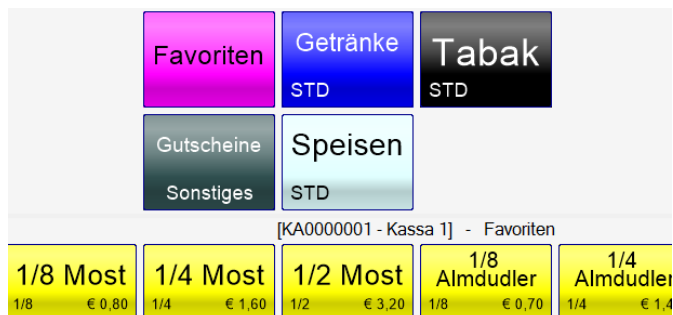 Favoriten
Getränke
STD
Tabak
STD
Gutscheine
Sonstiges
Speisen
STD
[KA0000001 - Kassa 1] - Favoriten
1/8 Most
1/8 € 0,80
1/4 Most
1/4 € 1,60
1/2 Most
1/2 € 3,20
1/8
Almdudler
1/8 € 0,70
1/4
Almdudler
1/4 € 1,4